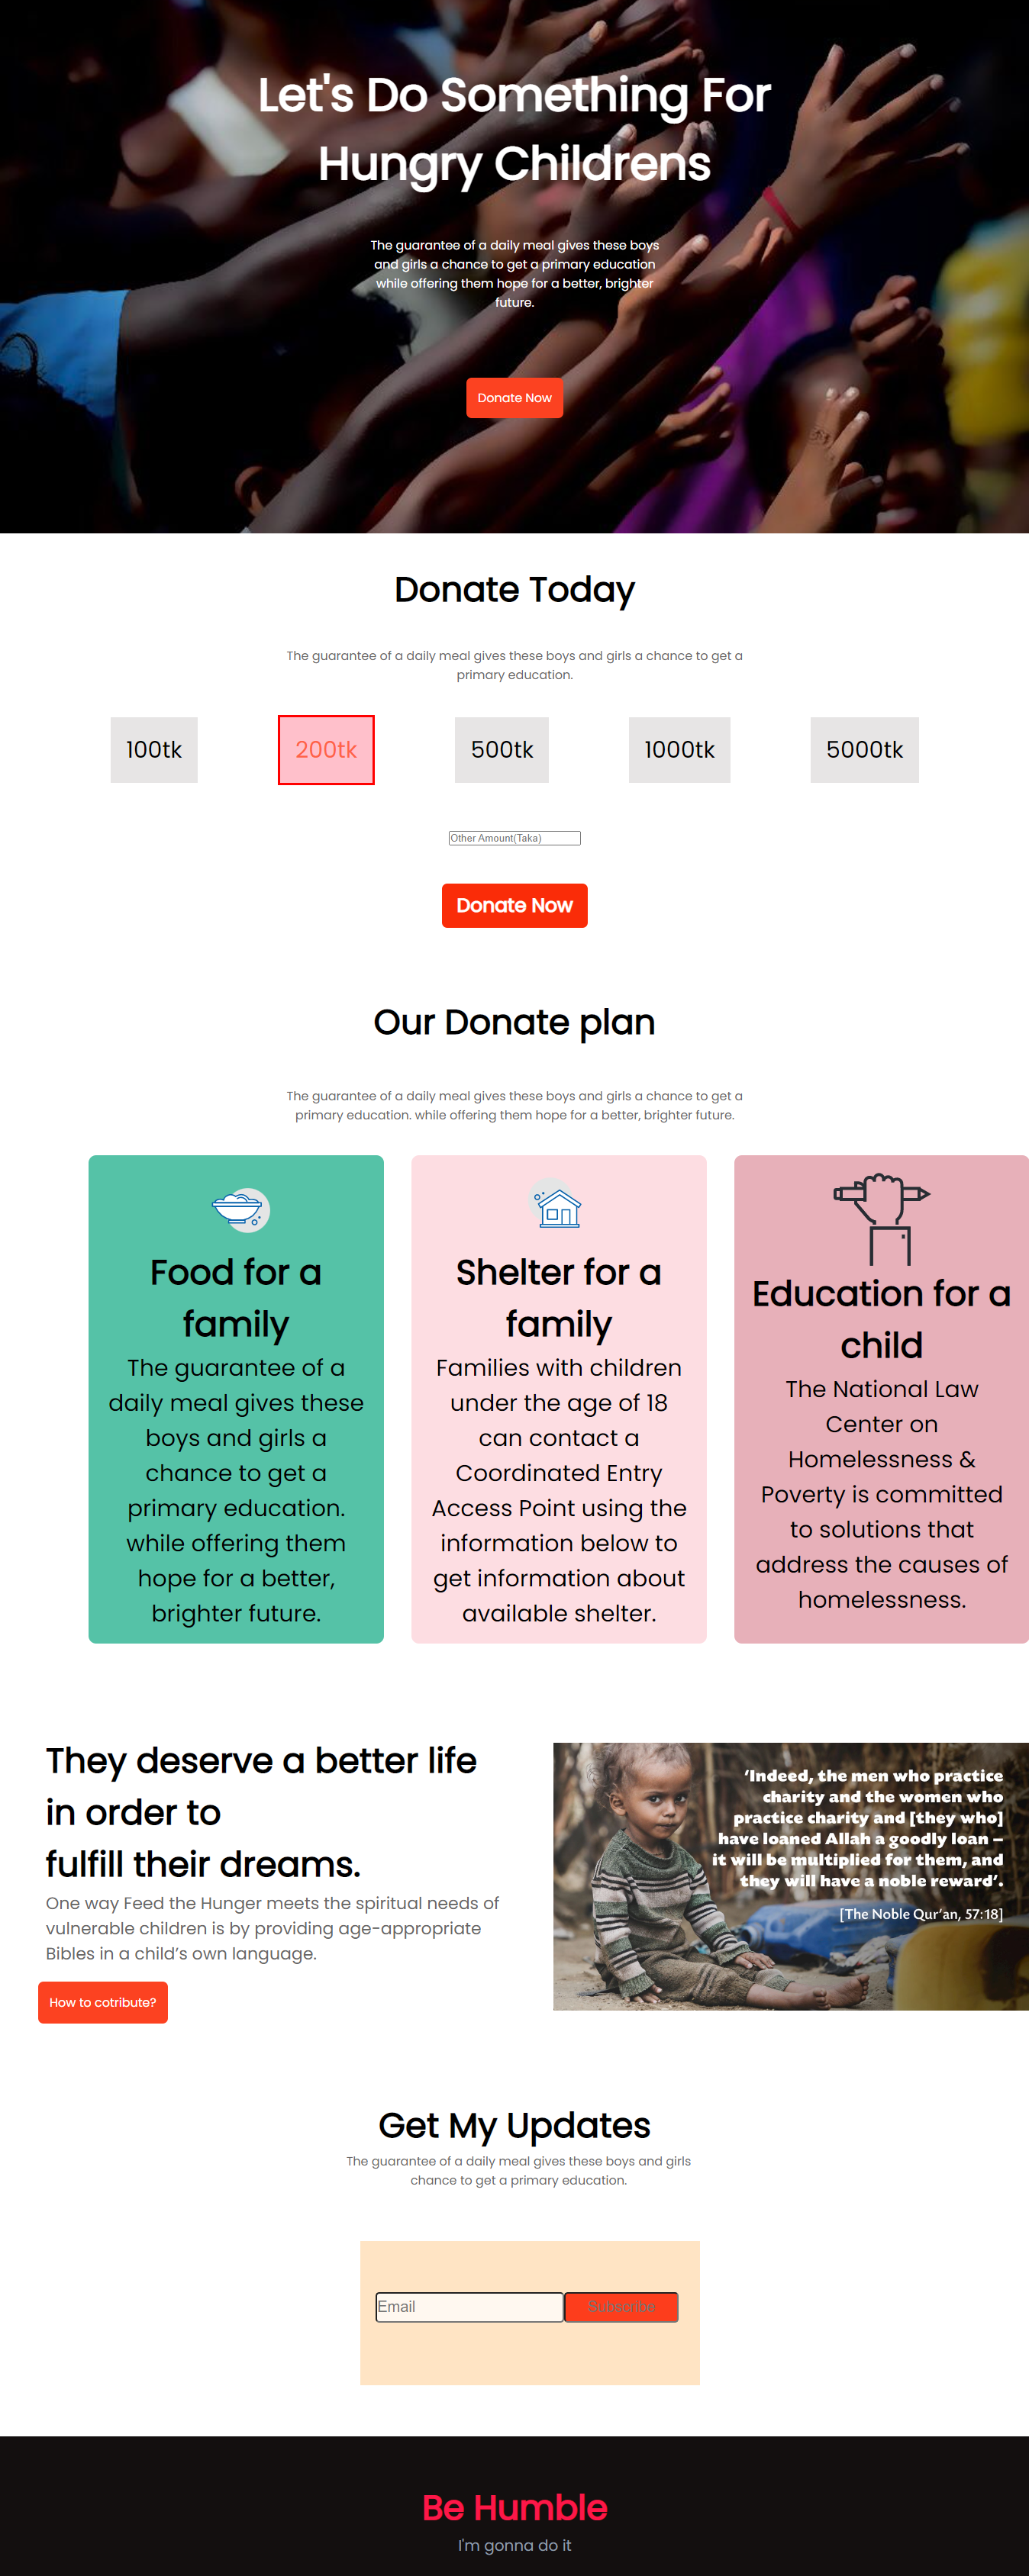 Let's Do Something For
Hungry Childrens
The guarantee of a daily meal gives these boys
and girls a chance to get a primary education
while offering them hope for a better, brighter
future.
Donate Now
Donate Today
The guarantee of a daily meal gives these boys and girls a chance to get a
primary education.
100tk
200tk
500tk
1000tk
5000tk
Other Amount(Taka)
Donate Now
Our Donate plan
The guarantee of a daily meal gives these boys and girls a chance to get a
primary education. while offering them hope for a better, brighter future.
Food for a
family
The guarantee of a
daily meal gives these
boys and girls a
chance to get a
primary education.
while offering them
hope for a better,
brighter future.
Shelter for a
family
Families with children
under the age of 18
can contact a
Coordinated Entry
Access Point using the
information below to
get information about
available shelter.
Education for a
child
The National Law
Center on
Homelessness &
Poverty is committed
to solutions that
address the causes of
homelessness.
They deserve a better life
in order to
fulfill their dreams.
One way Feed the Hunger meets the spiritual needs of
vulnerable children is by providing age-appropriate
Bibles in a child's own language.
How to cotribute?
'Indeed, the men who practice
charity and the women who
practice charity and [they who]
have loaned Allah a goodly loan –
it will be multiplied for them, and
they will have a noble reward'.
[The Noble Qur'an, 57:18]
Get My Updates
The guarantee of a daily meal gives these boys and girls
chance to get a primary education.
Email
Subscribe
Be Humble
I'm gonna do it